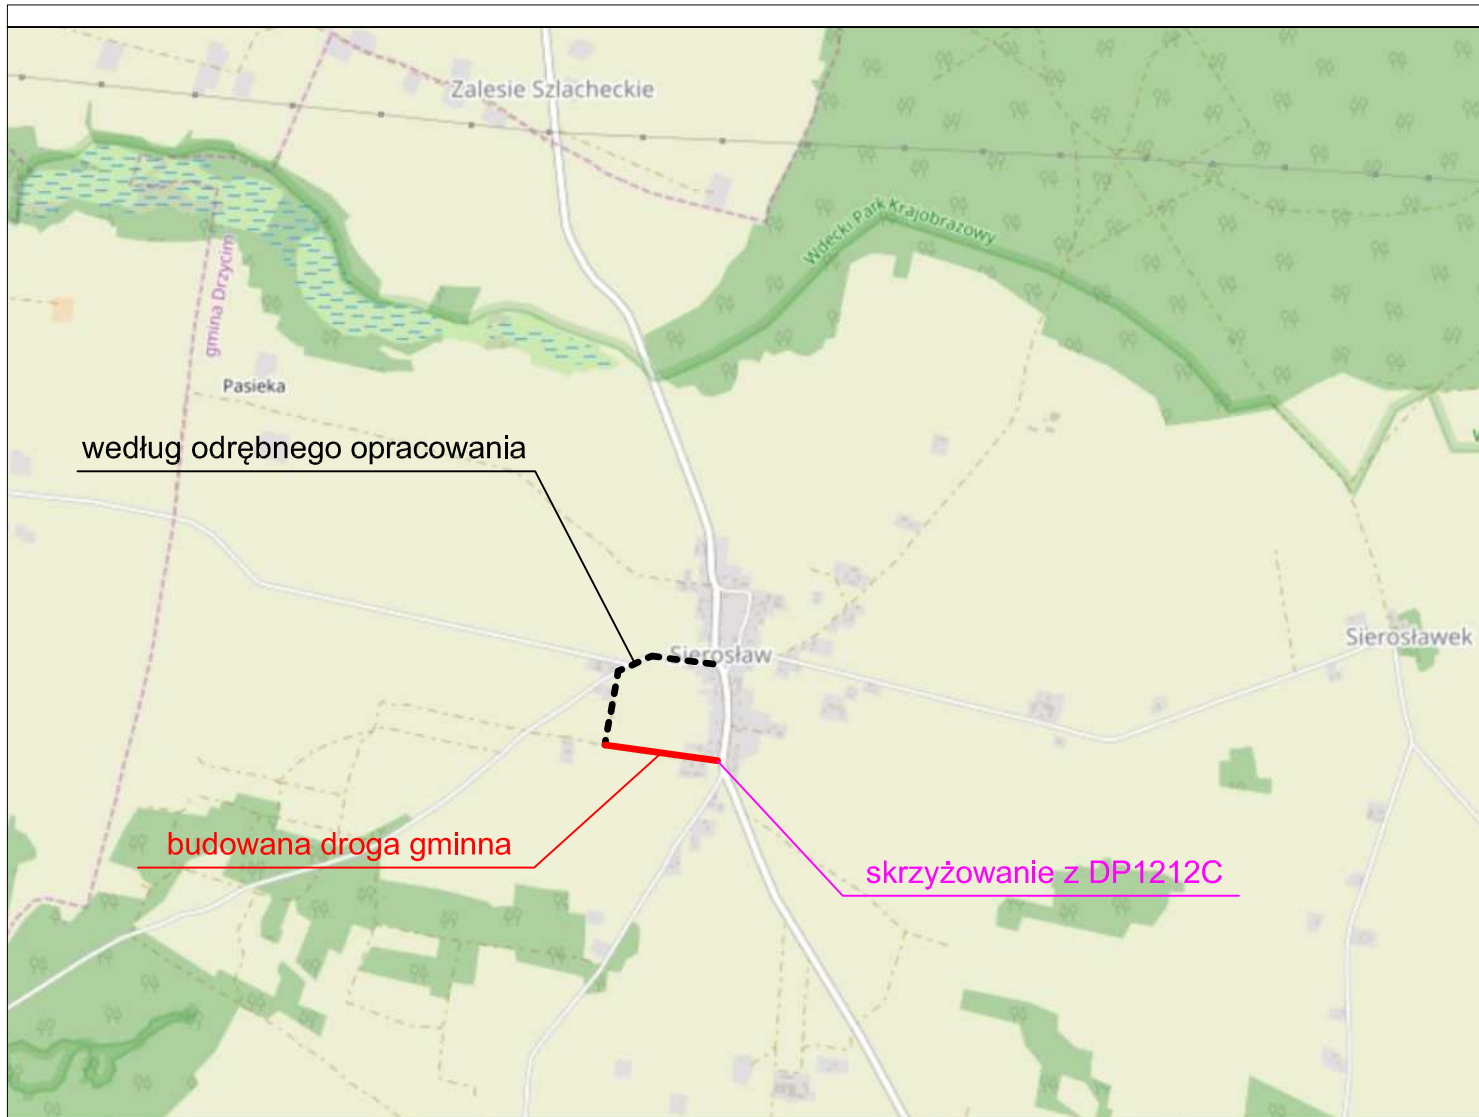 Zalesie Szlacheckie
Wdecki Park Krajobrazowy
gmina Drzycim
Pasieka
według odrębnego opracowania
Sierosław
Sierosławek
budowana droga gminna
skrzyżowanie z DP1212C